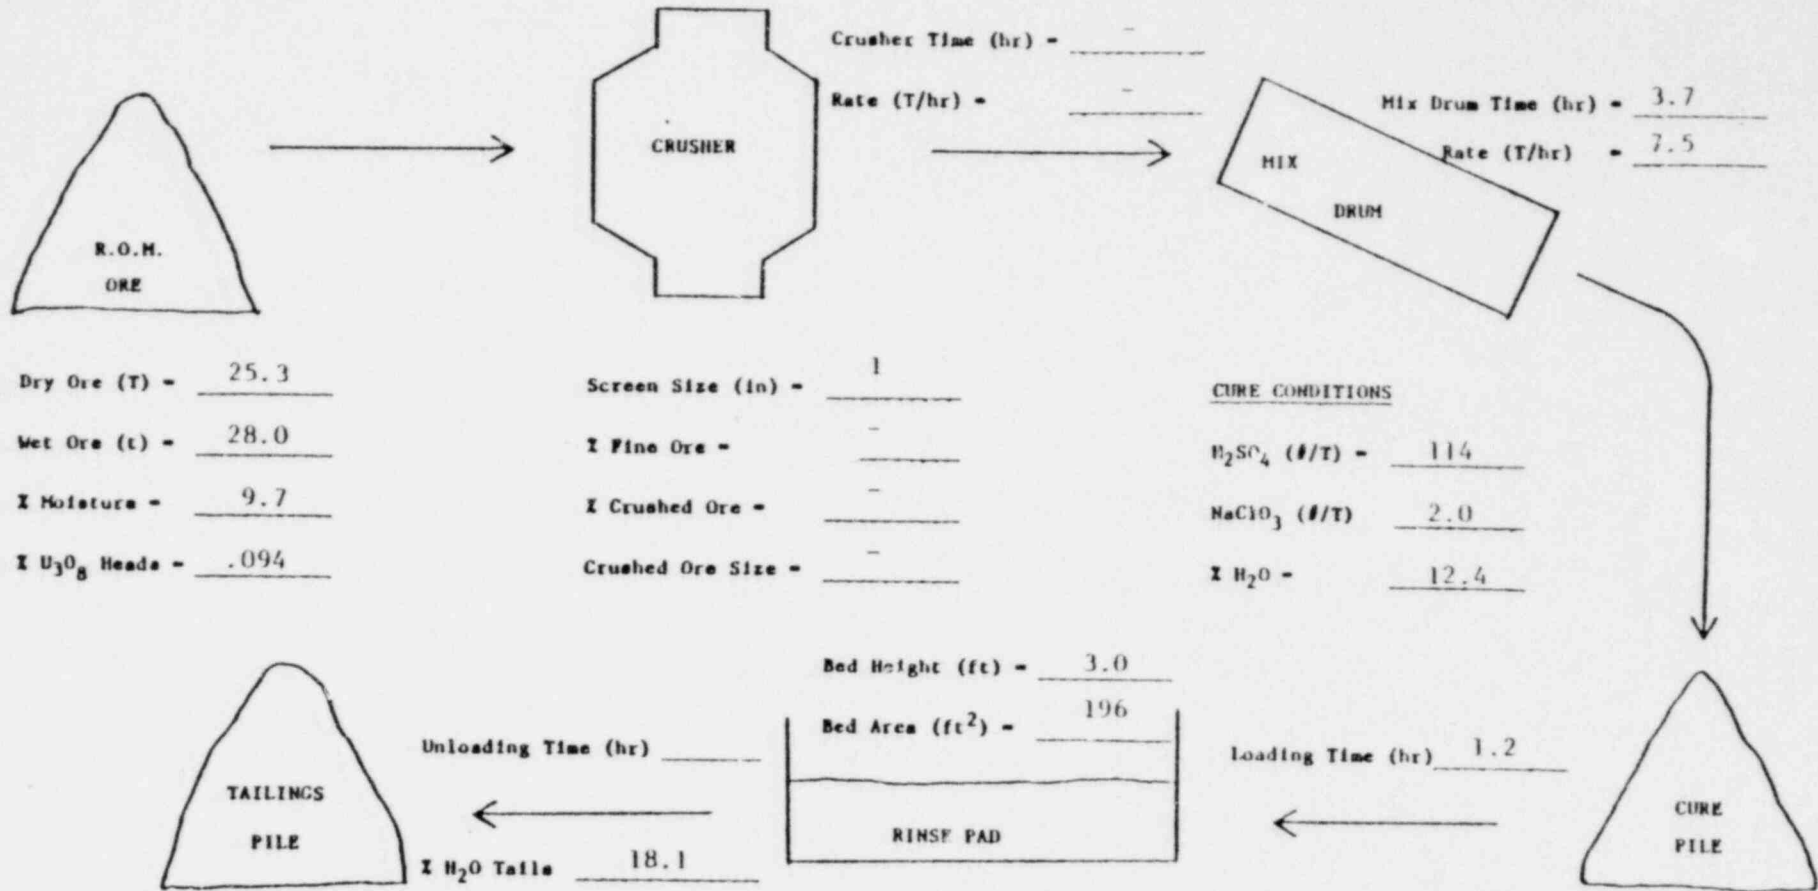 Crusher Time (hr) - -
Rate (T/hr) - -
CRUSHER
R.O.M.
ORE
Mix Drum Time (hr) - 3.7
Rate (T/hr) - 7.5
MIX
DRUM
Dry Ore (T) - 25.3
Wet Ore (t) - 28.0
% Moisture - 9.7
% U3O8 Heads - .094
Screen Size (in) - 1
% Fine Ore - -
% Crushed Ore - -
Crushed Ore Size - -
CURE CONDITIONS
H2SO4 (#/T) - 114
NaClO3 (#/T) 2.0
% H2O - 12.4
Bed Height (ft) - 3.0
Bed Area (ft2) - 196
Unloading Time (hr)
Loading Time (hr) 1.2
TAILINGS
PILE
RINSE PAD
CURE
PILE
% H2O Tails 18.1